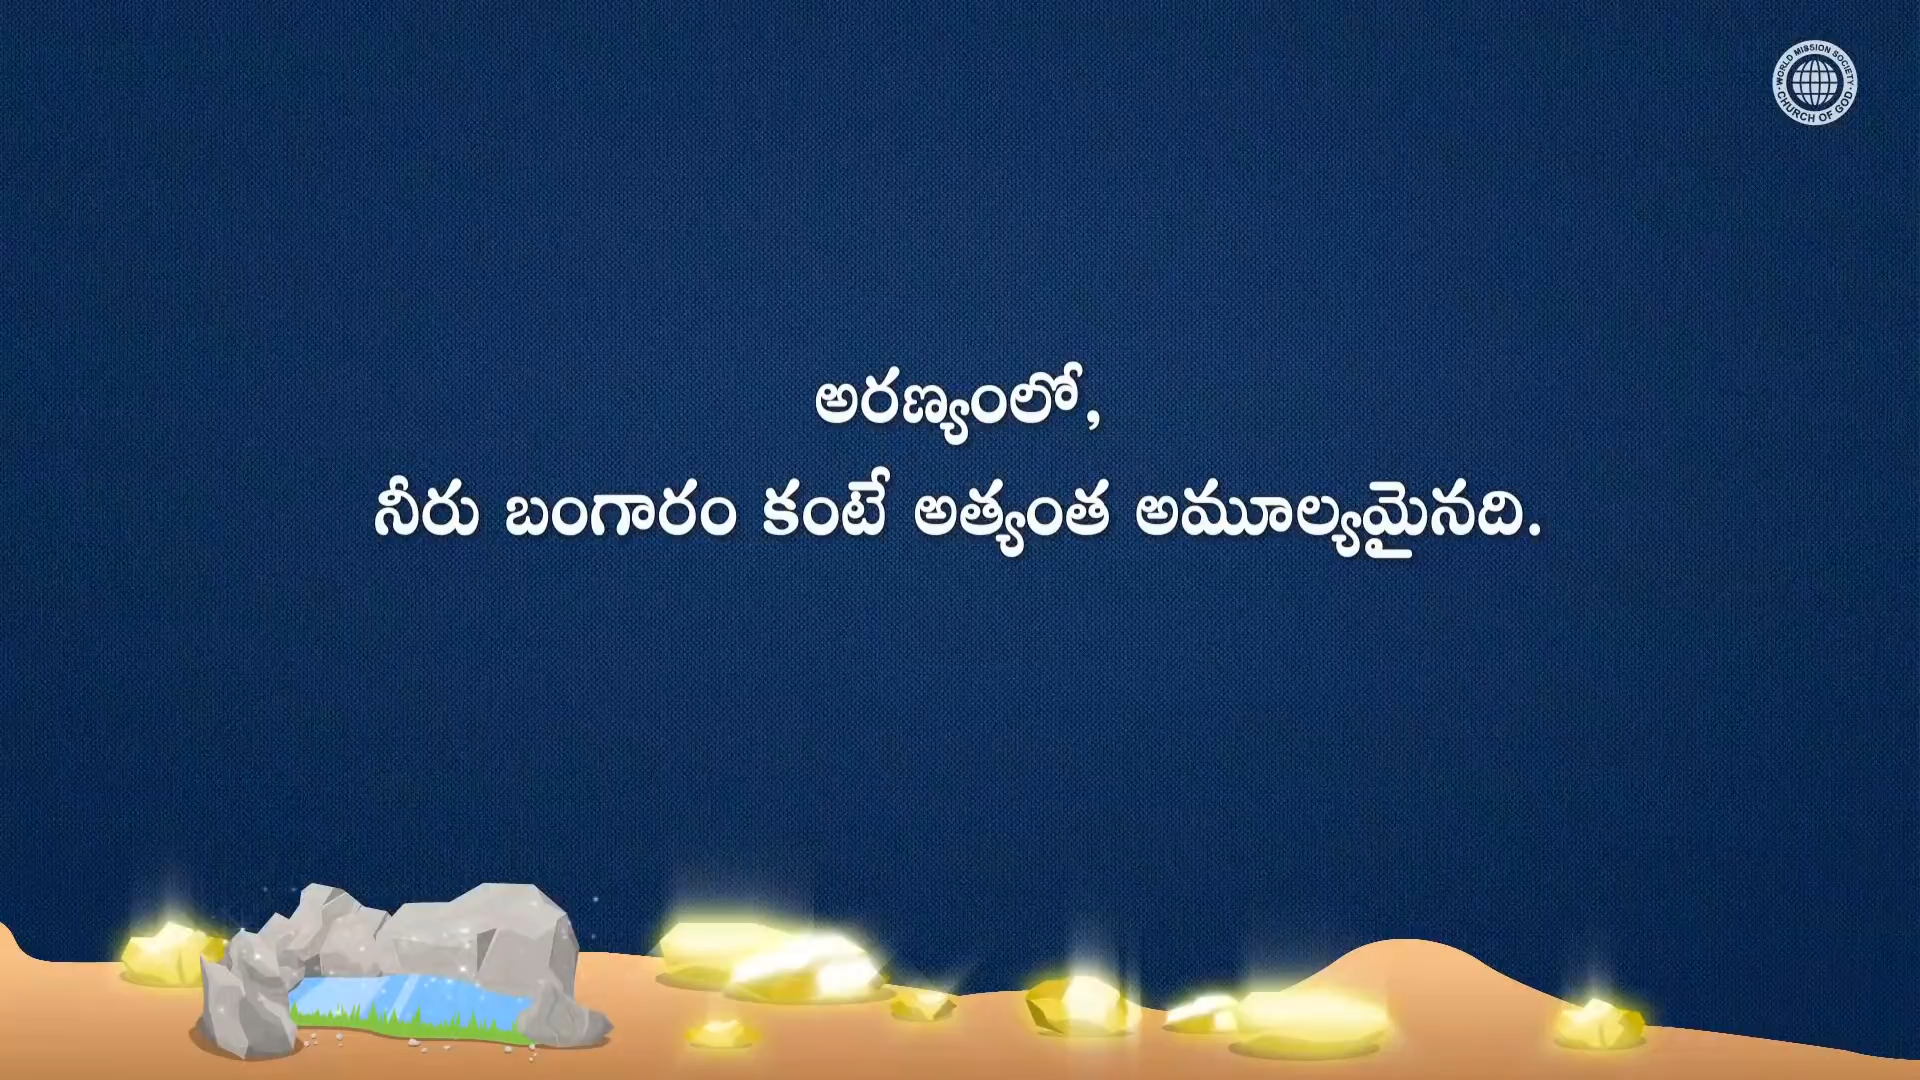 WORLD MISSION SOCIETY
CHURCH OF GOD
అరణ్యంలో,
నీరు బంగారం కంటే అత్యంత అమూల్యమైనది.